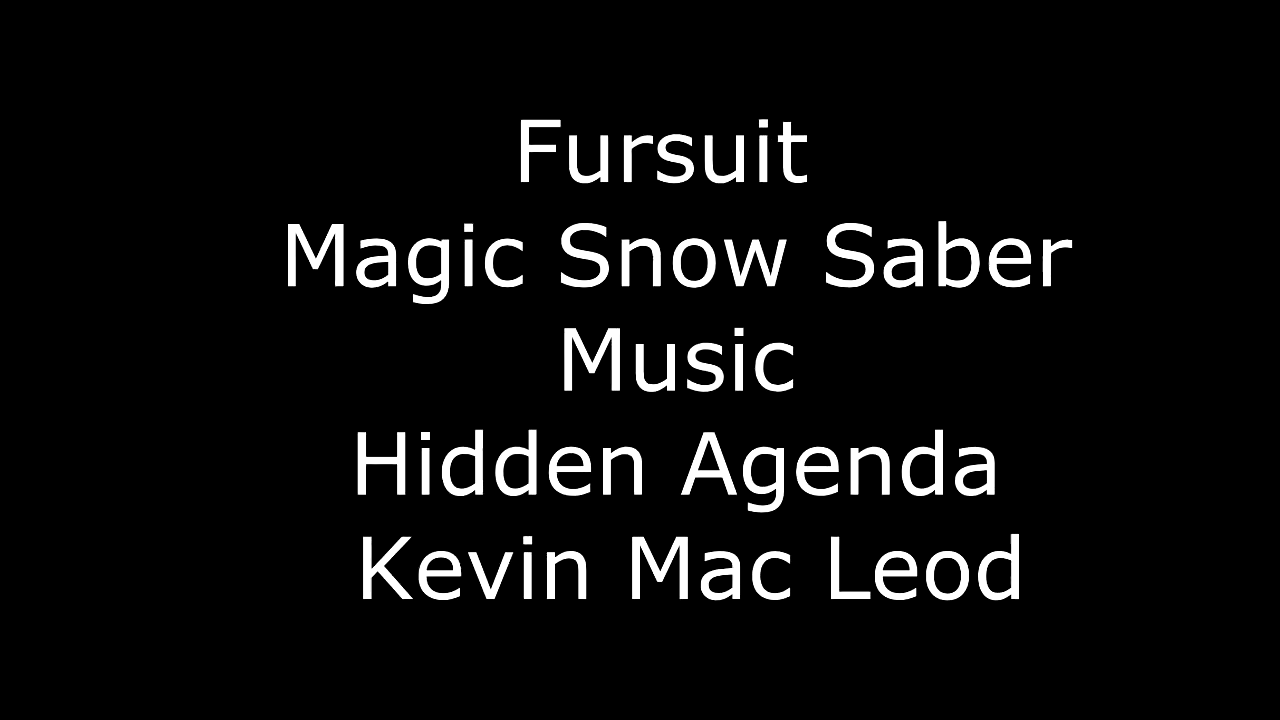 Fursuit
Magic Snow Saber
Music
Hidden Agenda
Kevin Mac Leod